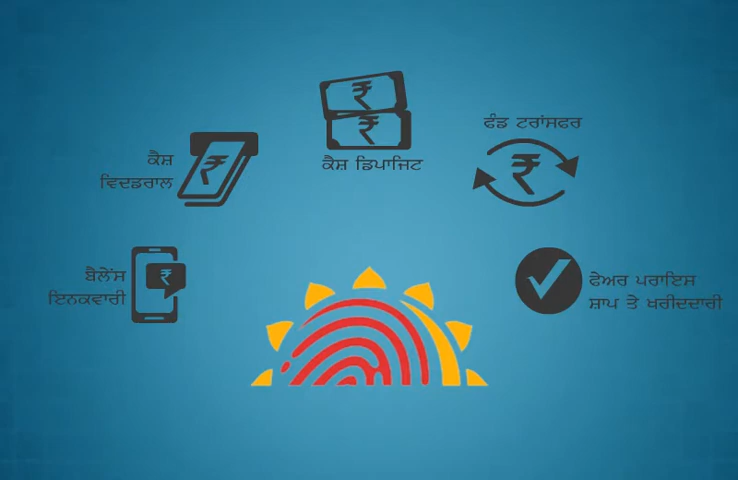 ਫੰਡ ਟਰਾਂਸਫਰ
ਕੈਸ਼
ਵਿਦਡਰਾਲ
ਕੈਸ਼ ਡਿਪਾਜਿਟ
ਬੈਲੇਂਸ
ਇਨਕਵਾਰੀ
ਫੇਅਰ ਪਰਾਇਸ
ਸ਼ਾਪ ਤੇ ਖਰੀਦਦਾਰੀ